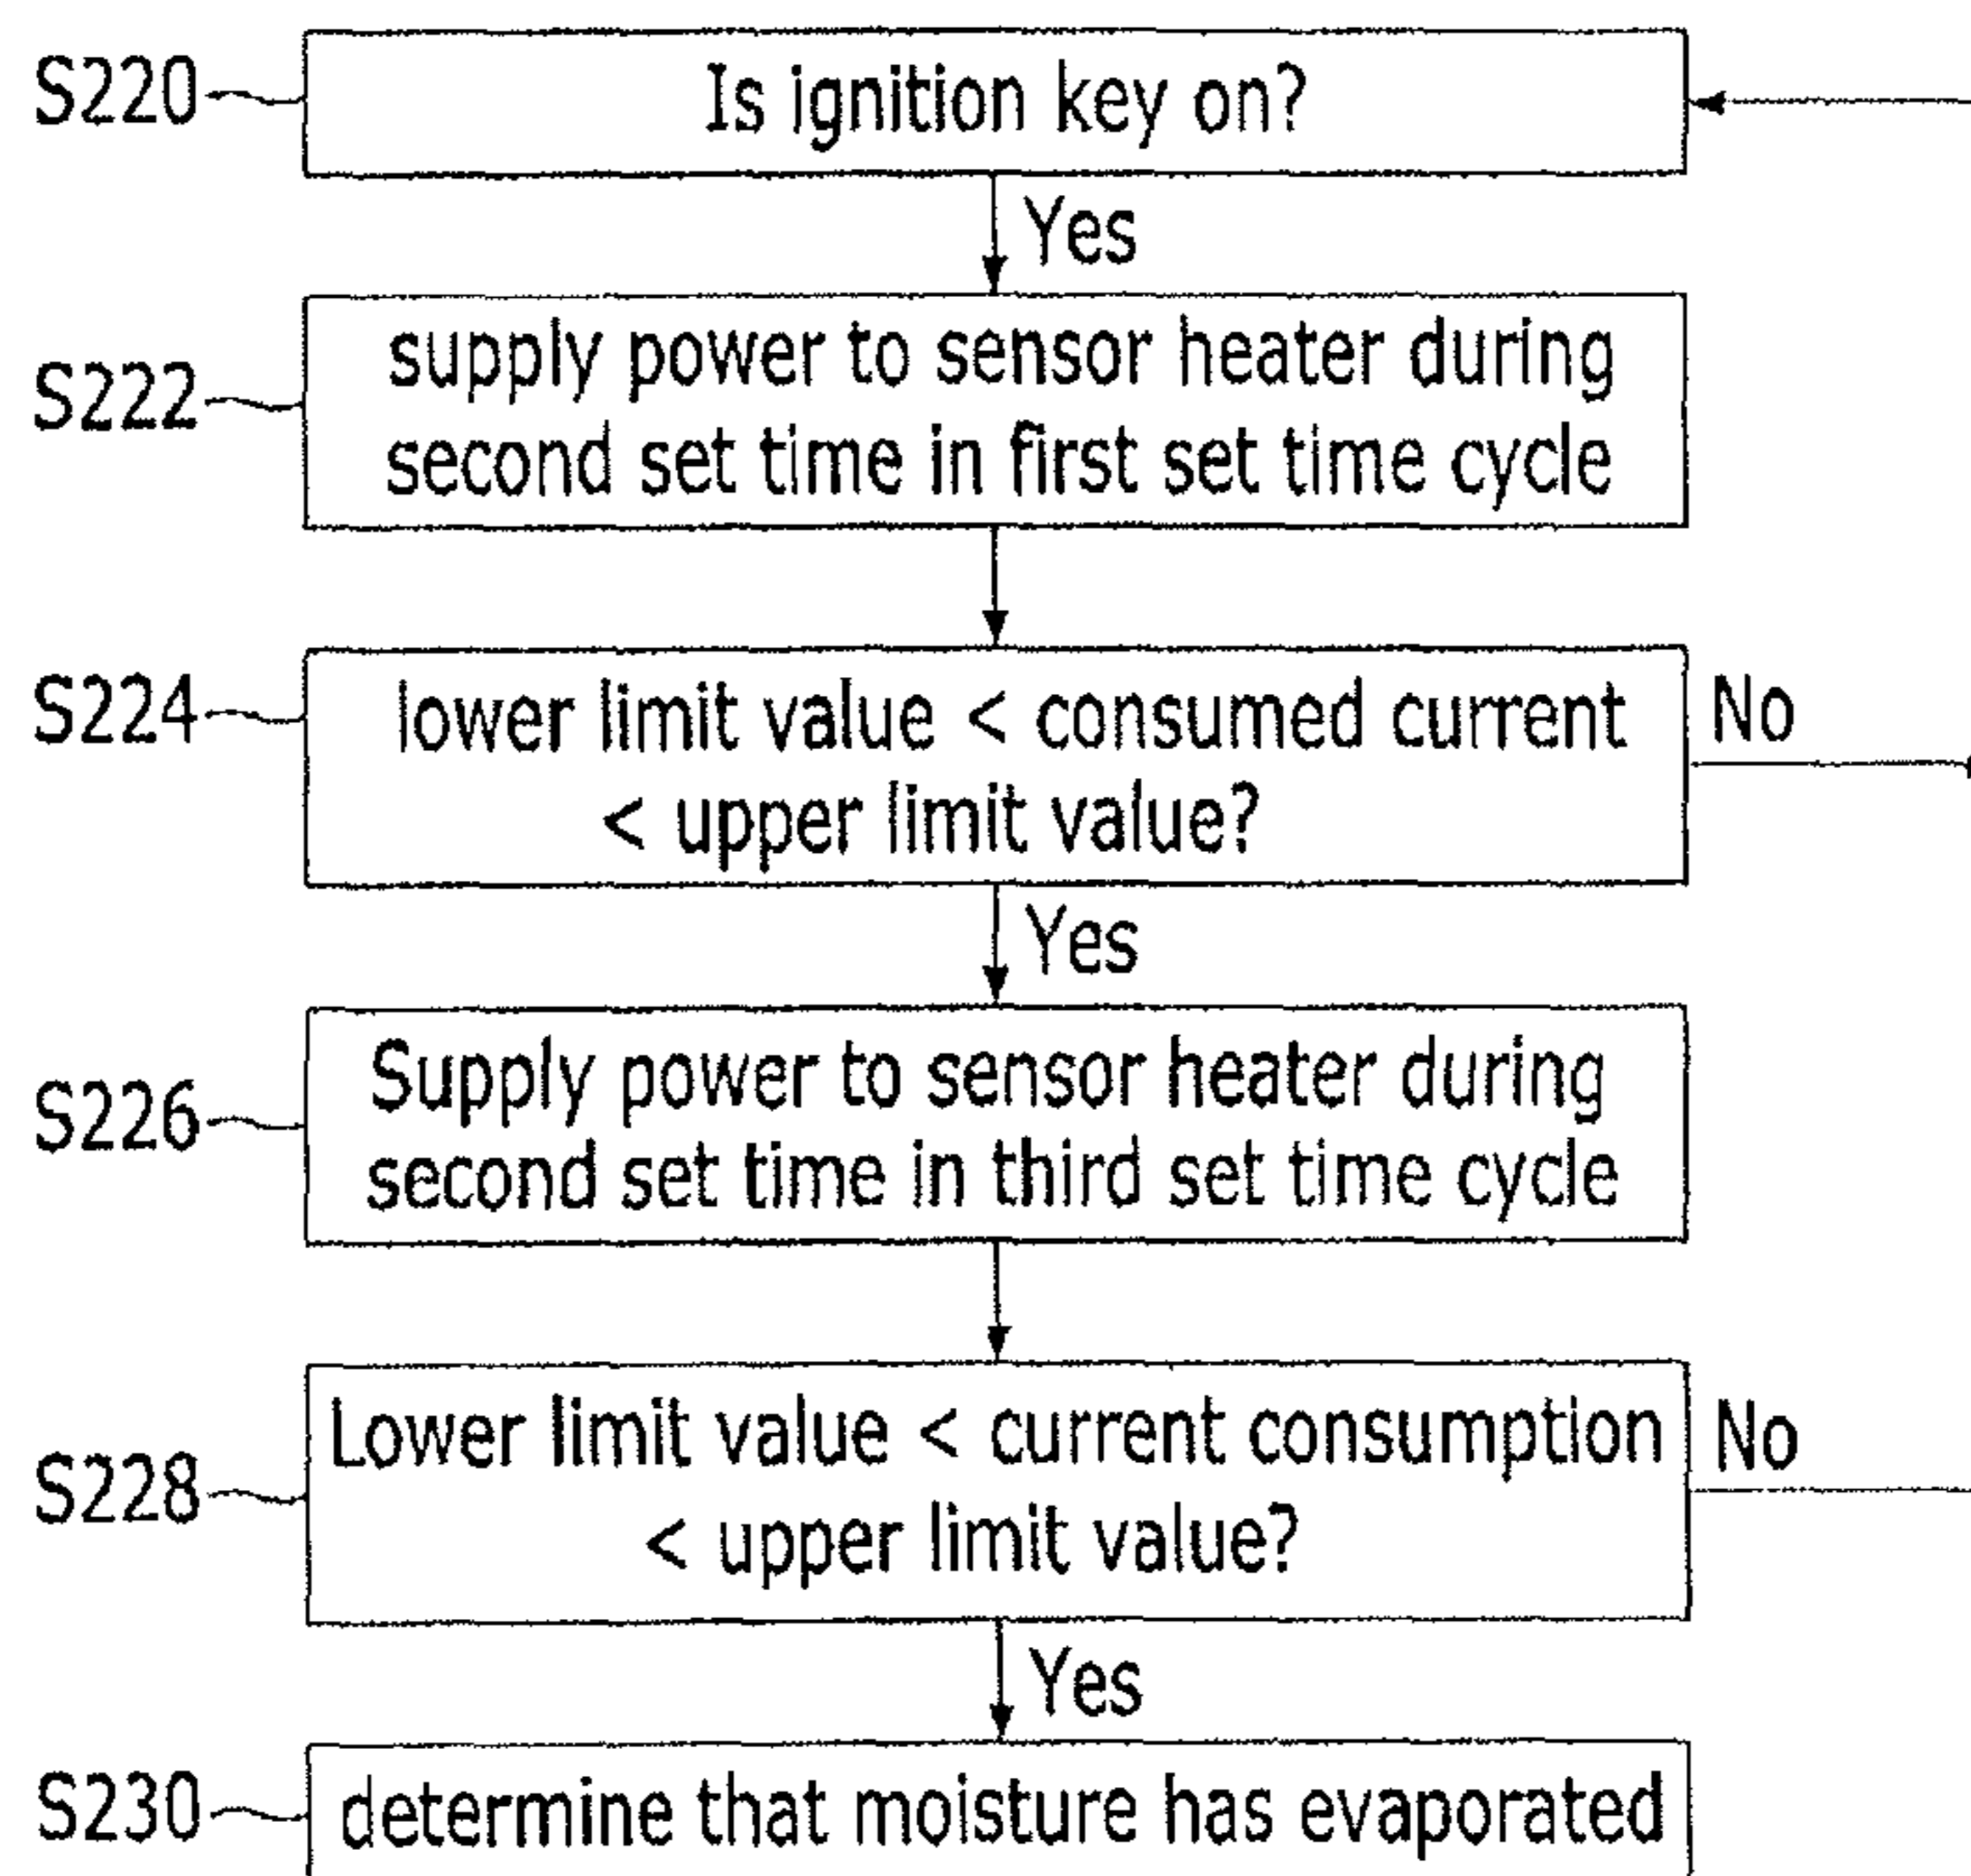 S220
Is ignition key on?
Yes
S222
supply power to sensor heater during
second set time in first set time cycle
S224
lower limit value < consumed current
< upper limit value?
No
Yes
S226
Supply power to sensor heater during
second set time in third set time cycle
S228
Lower limit value < current consumption
< upper limit value?
No
Yes
S230
determine that moisture has evaporated